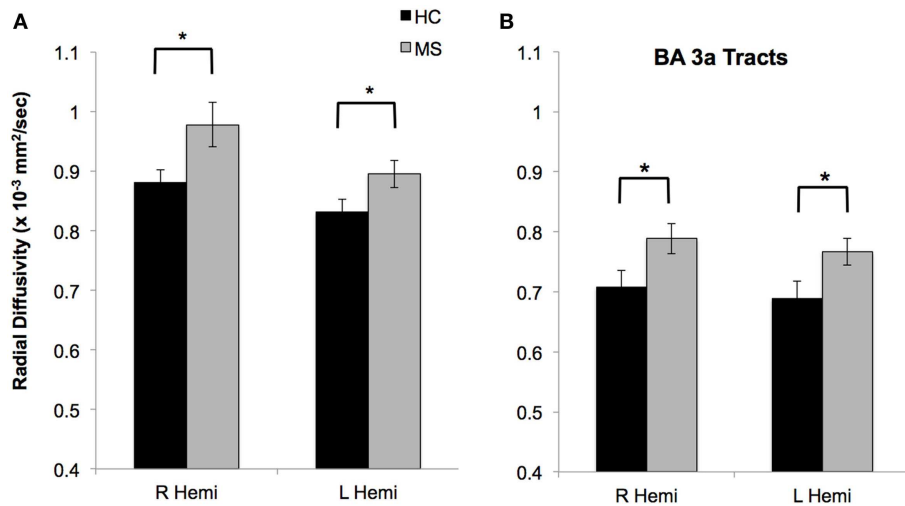 A
HC
MS
*
*
Radial Diffusivity (x 10⁻³ mm²/sec)
1.1
1
0.9
0.8
0.7
0.6
0.5
0.4
R Hemi
L Hemi
B
BA 3a Tracts
*
*
1.1
1
0.9
0.8
0.7
0.6
0.5
0.4
R Hemi
L Hemi